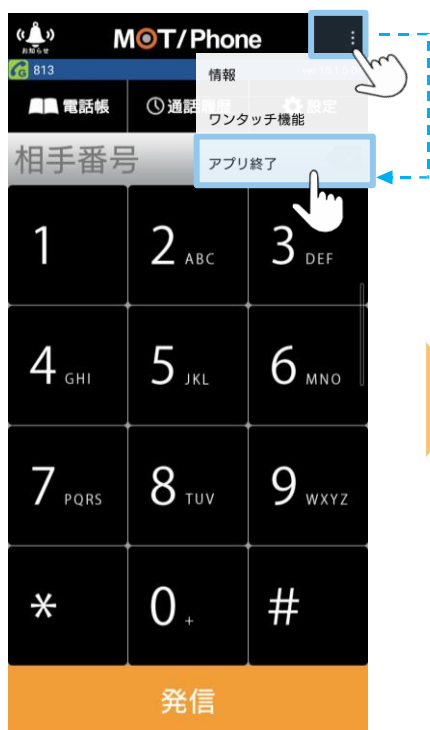 お知らせ MOT/Phone
813
情報
電話帳 通話履歴 設定
ワンタッチ機能
相手番号 アプリ終了
1 2 ABC 3 DEF
4 GHI 5 JKL 6 MNO
7 PQRS 8 TUV 9 WXYZ
* 0 + #
発信